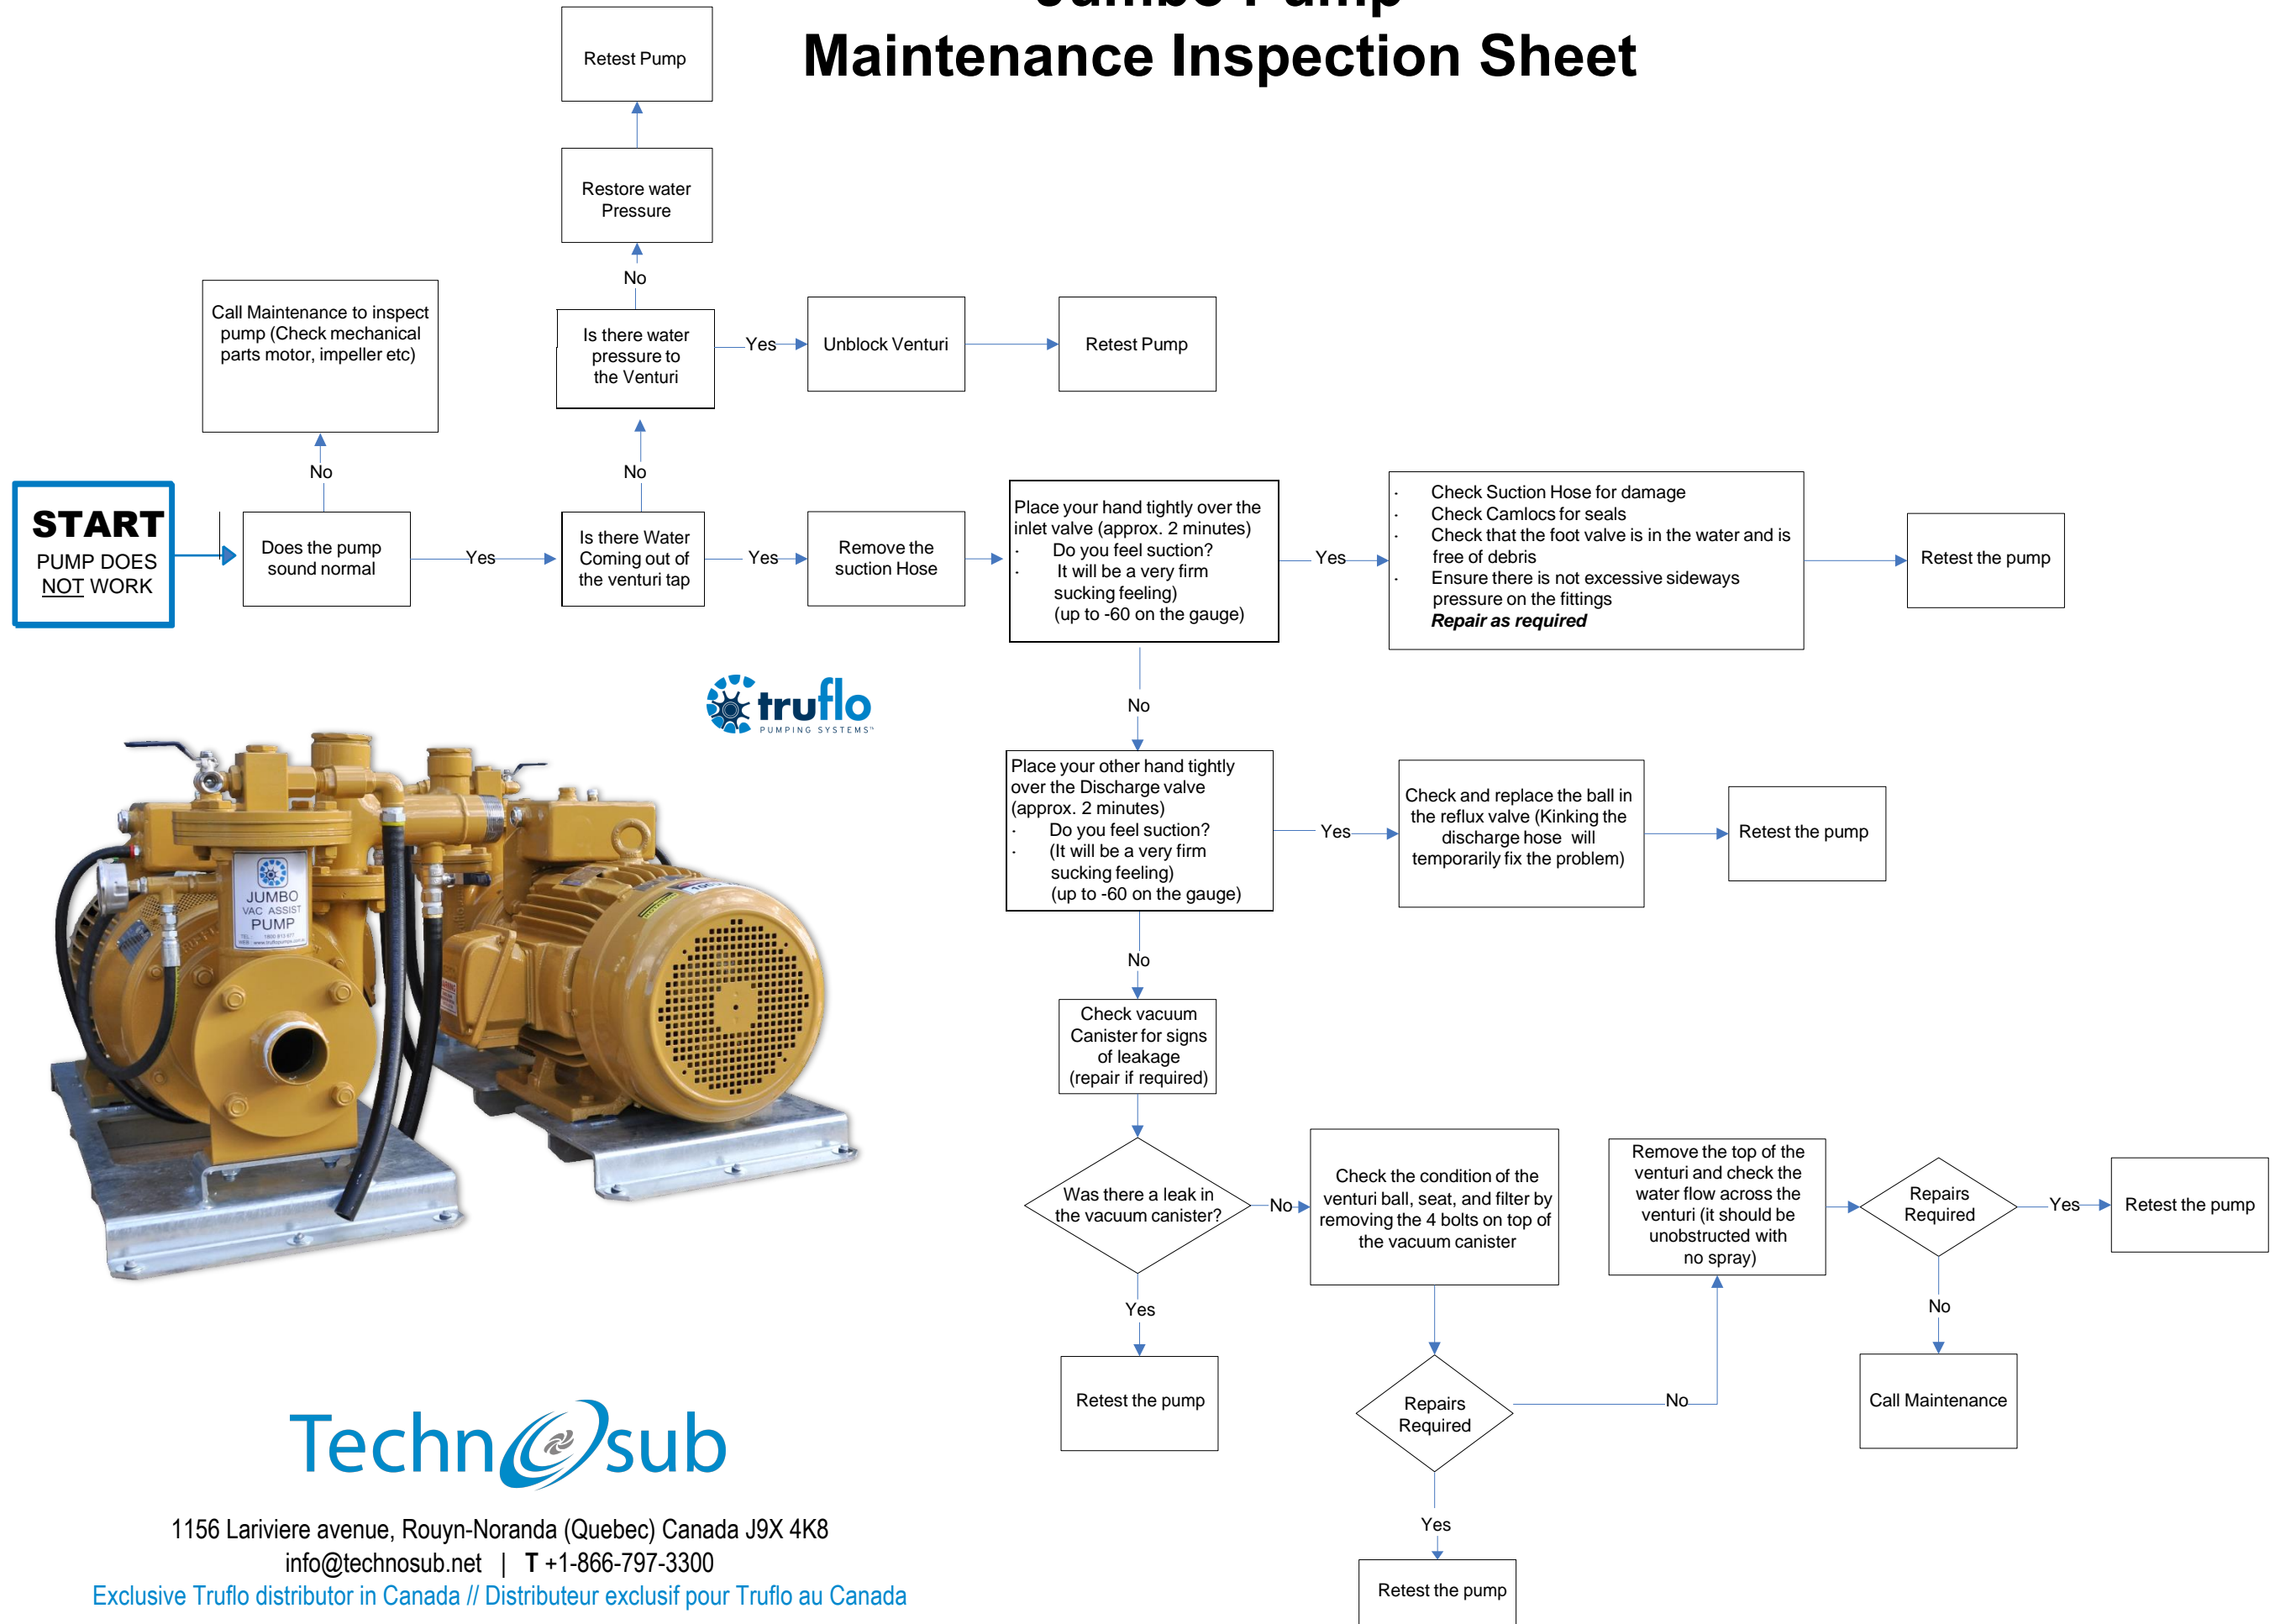 Jumbo Pump
Maintenance Inspection Sheet
Retest Pump
Restore water
Pressure
No
Call Maintenance to inspect
pump (Check mechanical
parts motor, impeller etc)
Is there water
pressure to
the Venturi
Yes
Unblock Venturi
Retest Pump
No
No
START
PUMP DOES
NOT WORK
Does the pump
sound normal
Yes
Is there Water
Coming out of
the venturi tap
Yes
Remove the
suction Hose
Place your hand tightly over the
inlet valve (approx. 2 minutes)
· Do you feel suction?
· It will be a very firm
sucking feeling)
(up to -60 on the gauge)
Yes
· Check Suction Hose for damage
· Check Camlocs for seals
· Check that the foot valve is in the water and is
free of debris
· Ensure there is not excessive sideways
pressure on the fittings
Repair as required
Retest the pump
No
truflo
PUMPING SYSTEMS™
Place your other hand tightly
over the Discharge valve
(approx. 2 minutes)
· Do you feel suction?
· (It will be a very firm
sucking feeling)
(up to -60 on the gauge)
Yes
Check and replace the ball in
the reflux valve (Kinking the
discharge hose will
temporarily fix the problem)
Retest the pump
JUMBO
VAC ASSIST
PUMP
No
Check vacuum
Canister for signs
of leakage
(repair if required)
Was there a leak in
the vacuum canister?
No
Check the condition of the
venturi ball, seat, and filter by
removing the 4 bolts on top of
the vacuum canister
Remove the top of the
venturi and check the
water flow across the
venturi (it should be
unobstructed with
no spray)
Repairs
Required
Yes
Retest the pump
Yes
No
Retest the pump
Repairs
Required
No
Call Maintenance
Yes
Retest the pump
Technosub
1156 Lariviere avenue, Rouyn-Noranda (Quebec) Canada J9X 4K8
info@technosub.net | T +1-866-797-3300
Exclusive Truflo distributor in Canada // Distributeur exclusif pour Truflo au Canada